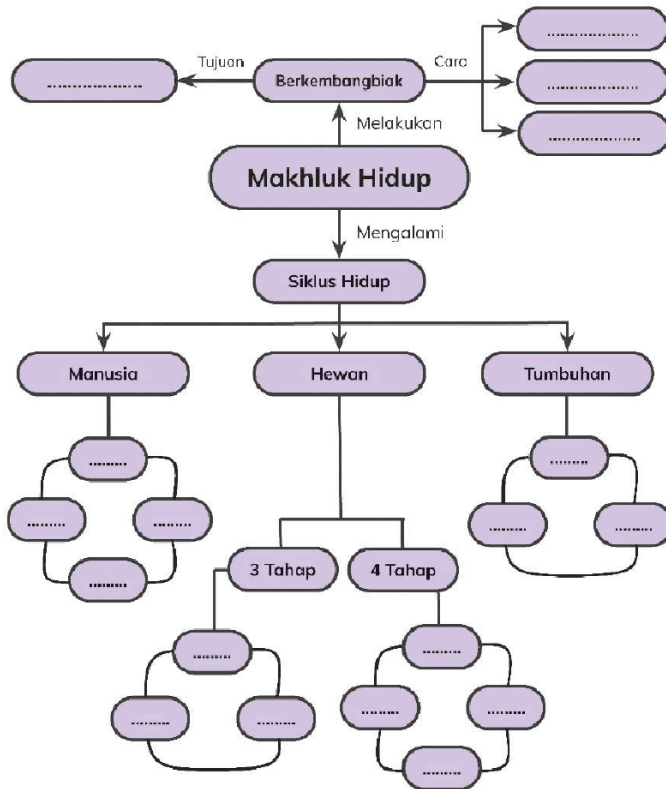 ....................
Tujuan
Berkembangbiak
Cara
....................
....................
....................
Melakukan
Makhluk Hidup
Mengalami
Siklus Hidup
Manusia
Hewan
Tumbuhan
.........
.........
.........
.........
.........
.........
.........
3 Tahap
4 Tahap
.........
.........
.........
.........
.........
.........
.........